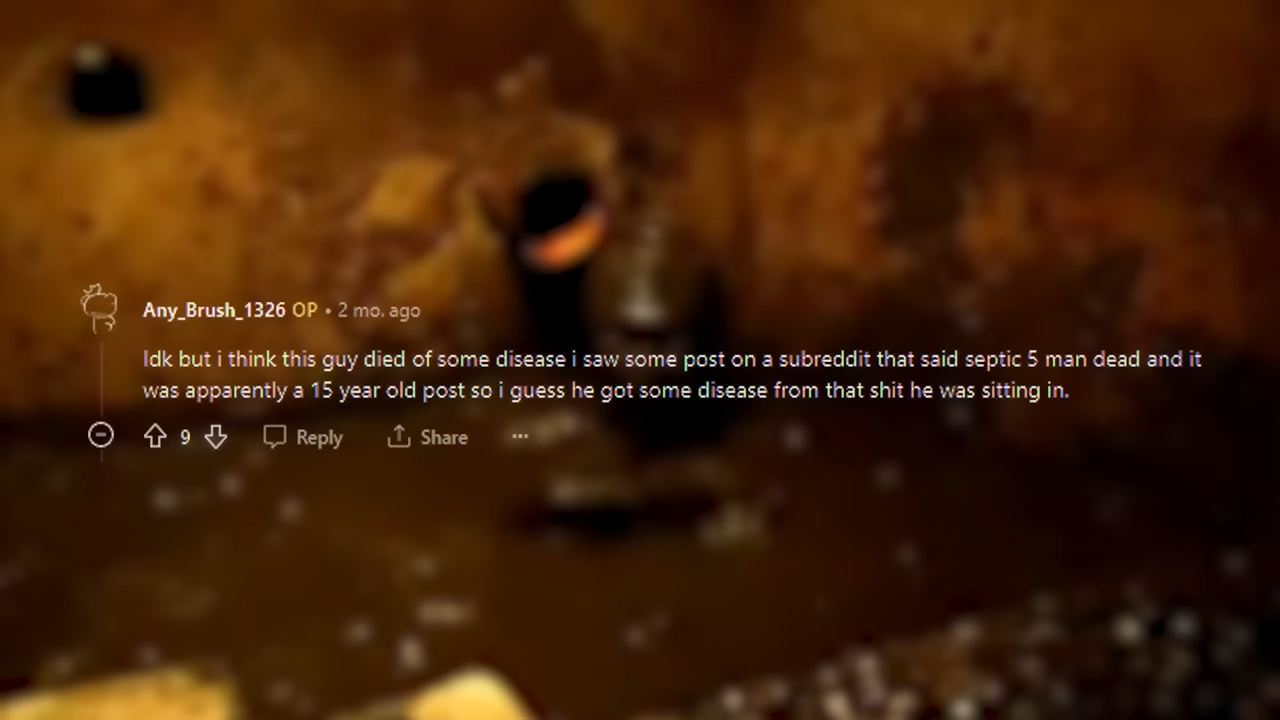 Any_Brush_1326 OP • 2 mo. ago
Idk but i think this guy died of some disease i saw some post on a subreddit that said septic 5 man dead and it
was apparently a 15 year old post so i guess he got some disease from that shit he was sitting in.
9 Reply Share ···